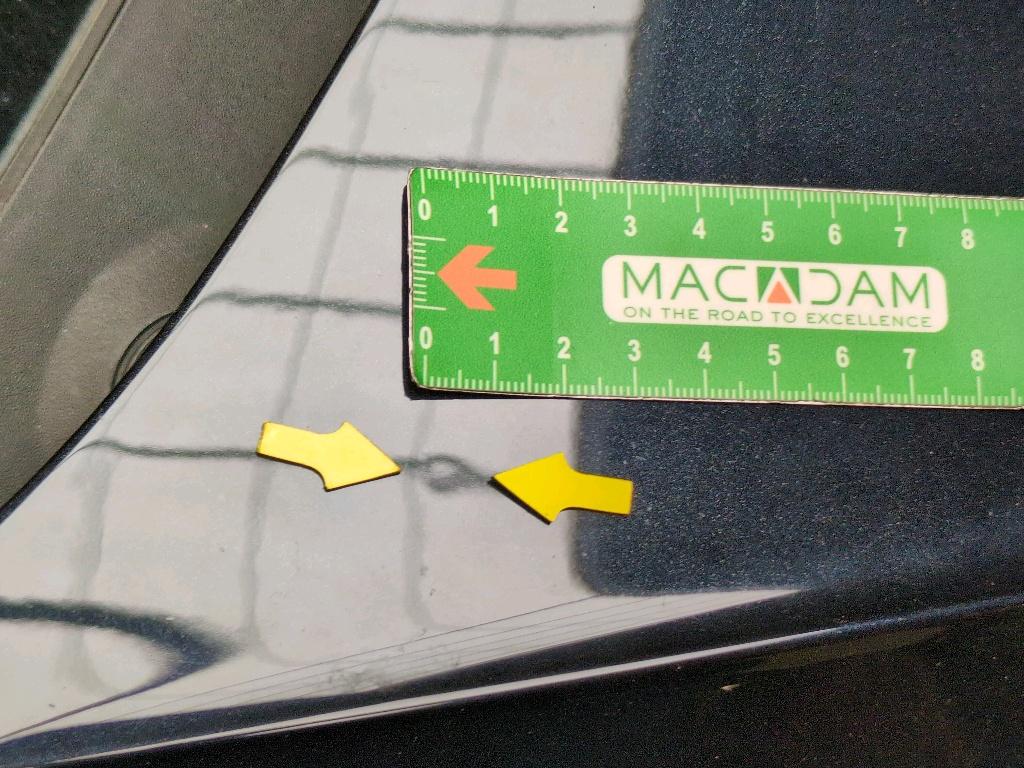 0 1 2 3 4 5 6 7 8
MACADAM
ON THE ROAD TO EXCELLENCE
0 1 2 3 4 5 6 7 8